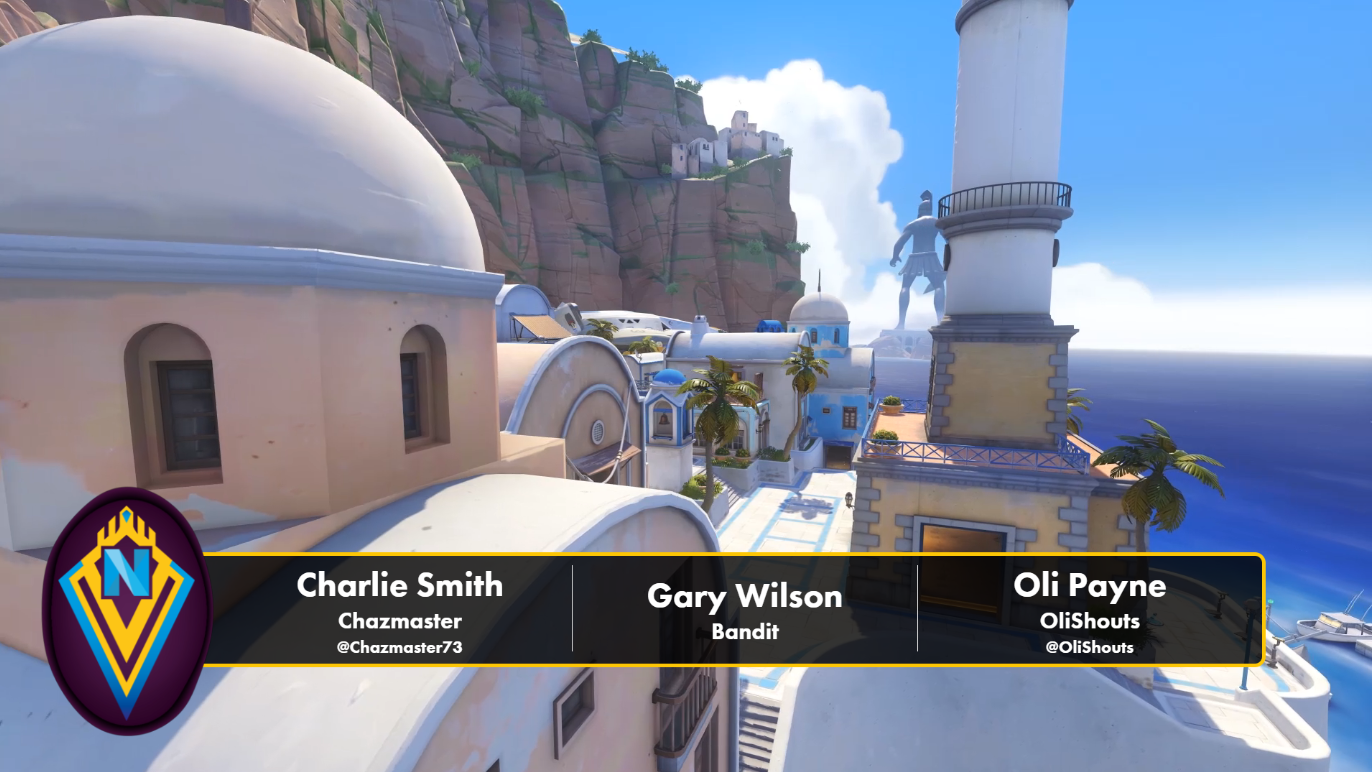 N
Charlie Smith
Chazmaster
@Chazmaster73
Gary Wilson
Bandit
Oli Payne
OliShouts
@OliShouts